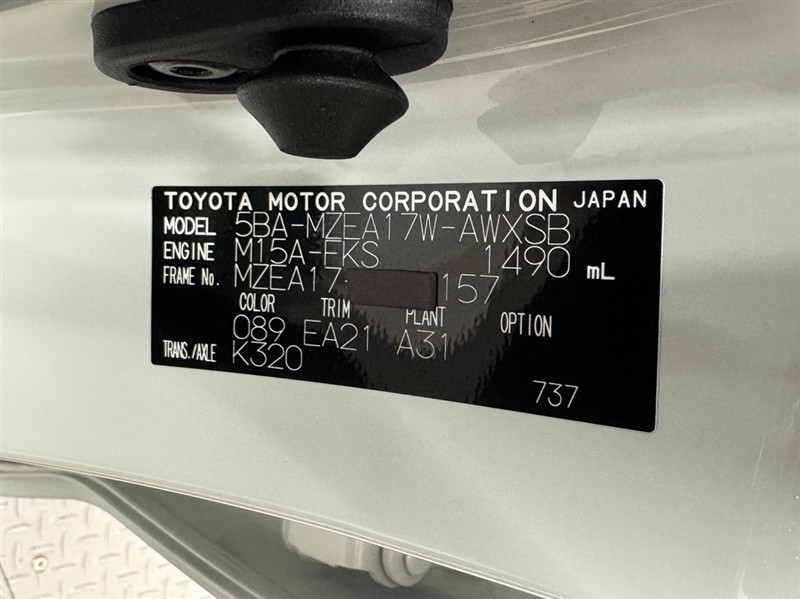 TOYOTA MOTOR CORPORATION JAPAN
MODEL 5BA-MZEA17W-AWXSB
ENGINE M15A-FKS 1490 mL
FRAME No. MZEA17- 157
COLOR TRIM PLANT OPTION
089 EA21 A31
TRANS./AXLE K320
737